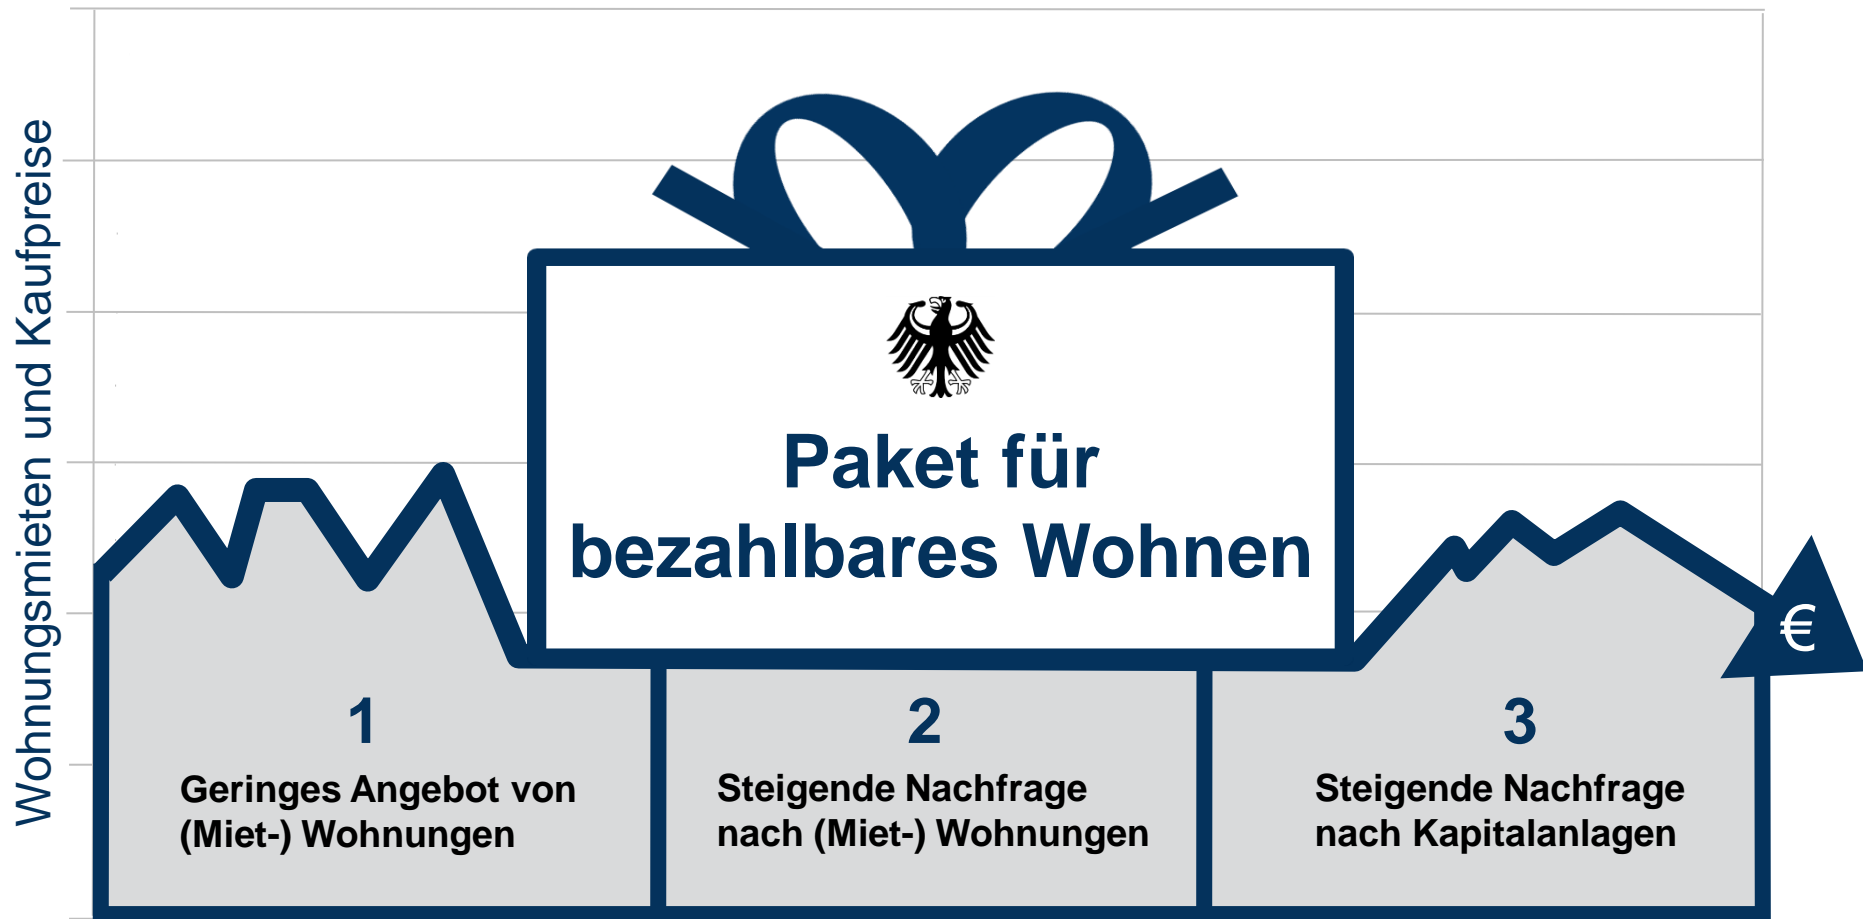 Wohnungsmieten und Kaufpreise
Paket für
bezahlbares Wohnen
€
1
Geringes Angebot von
(Miet-) Wohnungen
2
Steigende Nachfrage
nach (Miet-) Wohnungen
3
Steigende Nachfrage
nach Kapitalanlagen